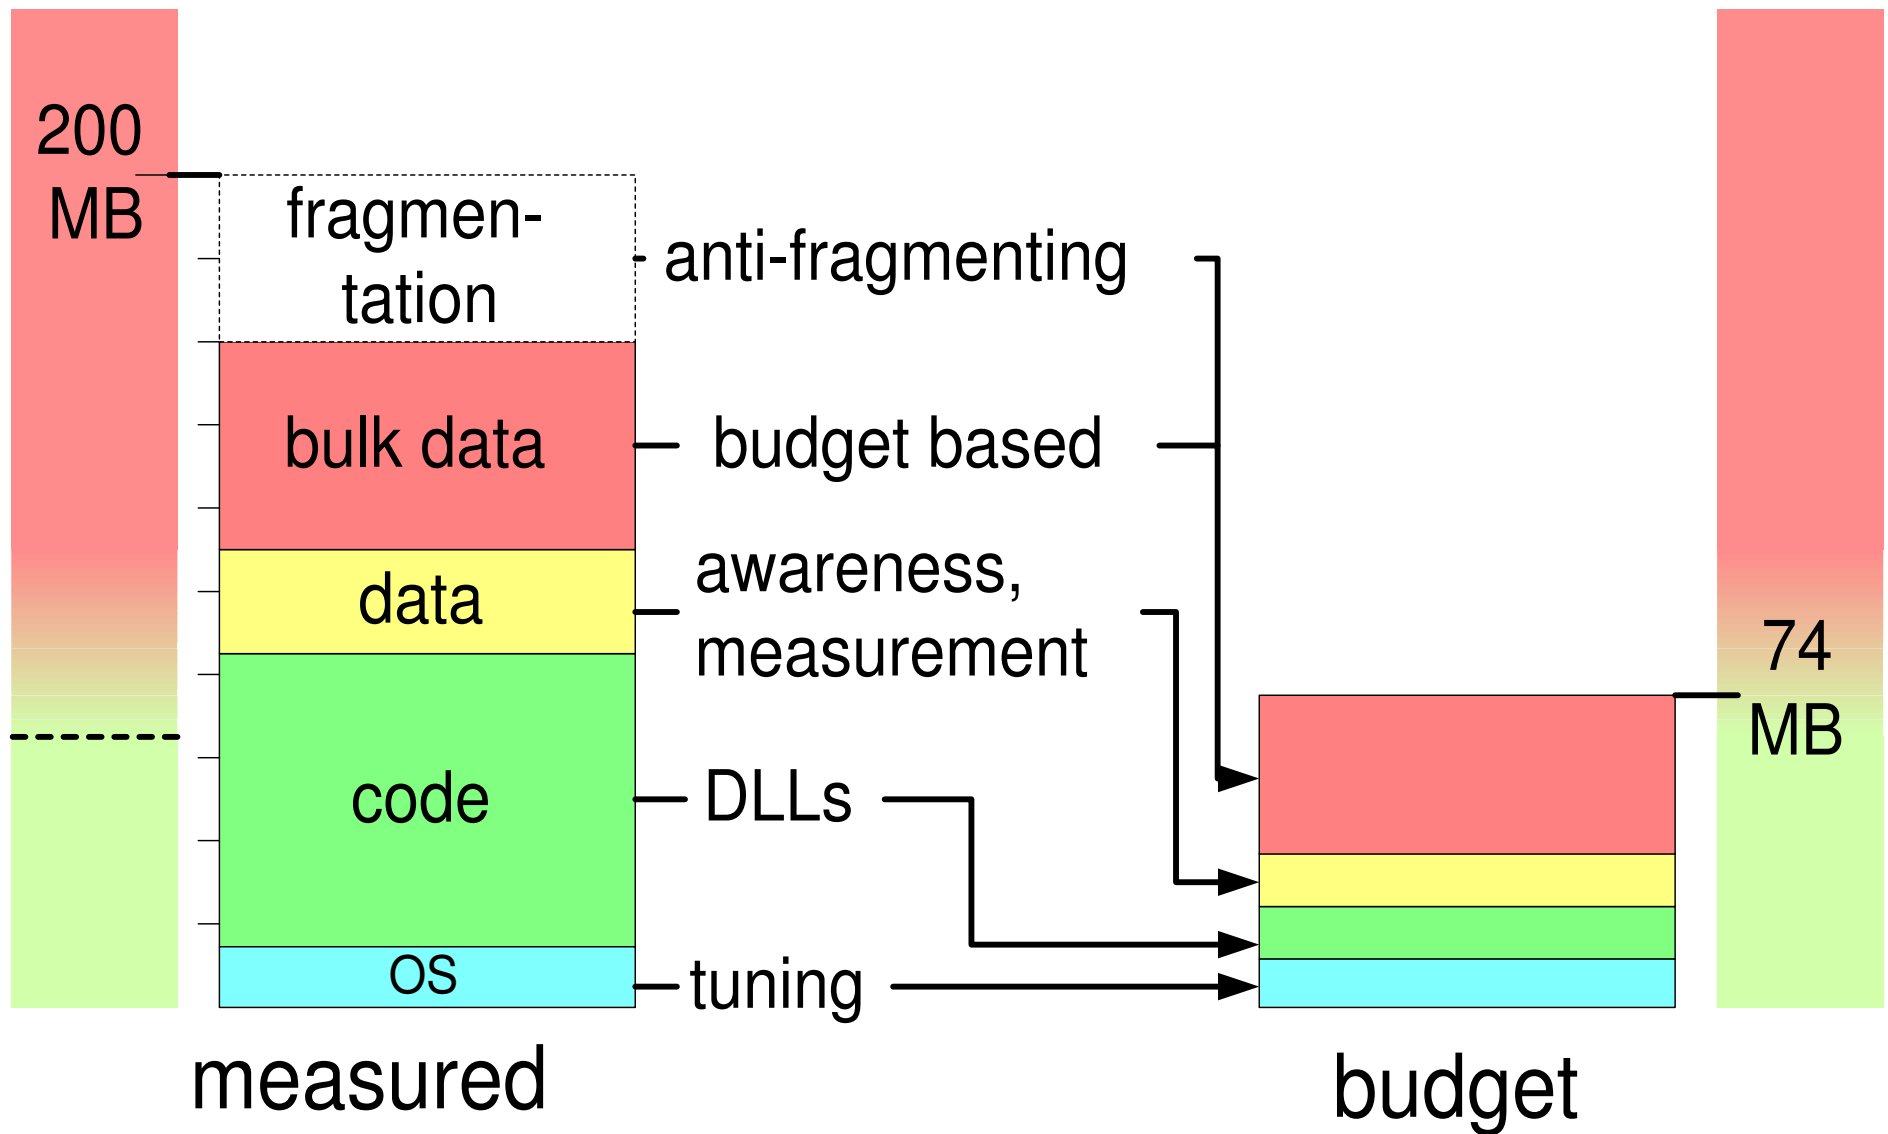 200
MB
fragmen-
tation
anti-fragmenting
bulk data
budget based
data
awareness,
measurement
74
MB
code
DLLs
OS
tuning
measured
budget